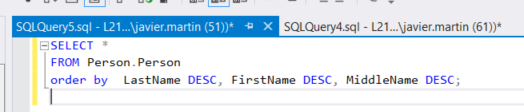 SQLQuery5.sql - L21...\javier.martin (51))* SQLQuery4.sql - L21...\javier.martin (61))*
SELECT *
FROM Person.Person
order by  LastName DESC, FirstName DESC, MiddleName DESC;